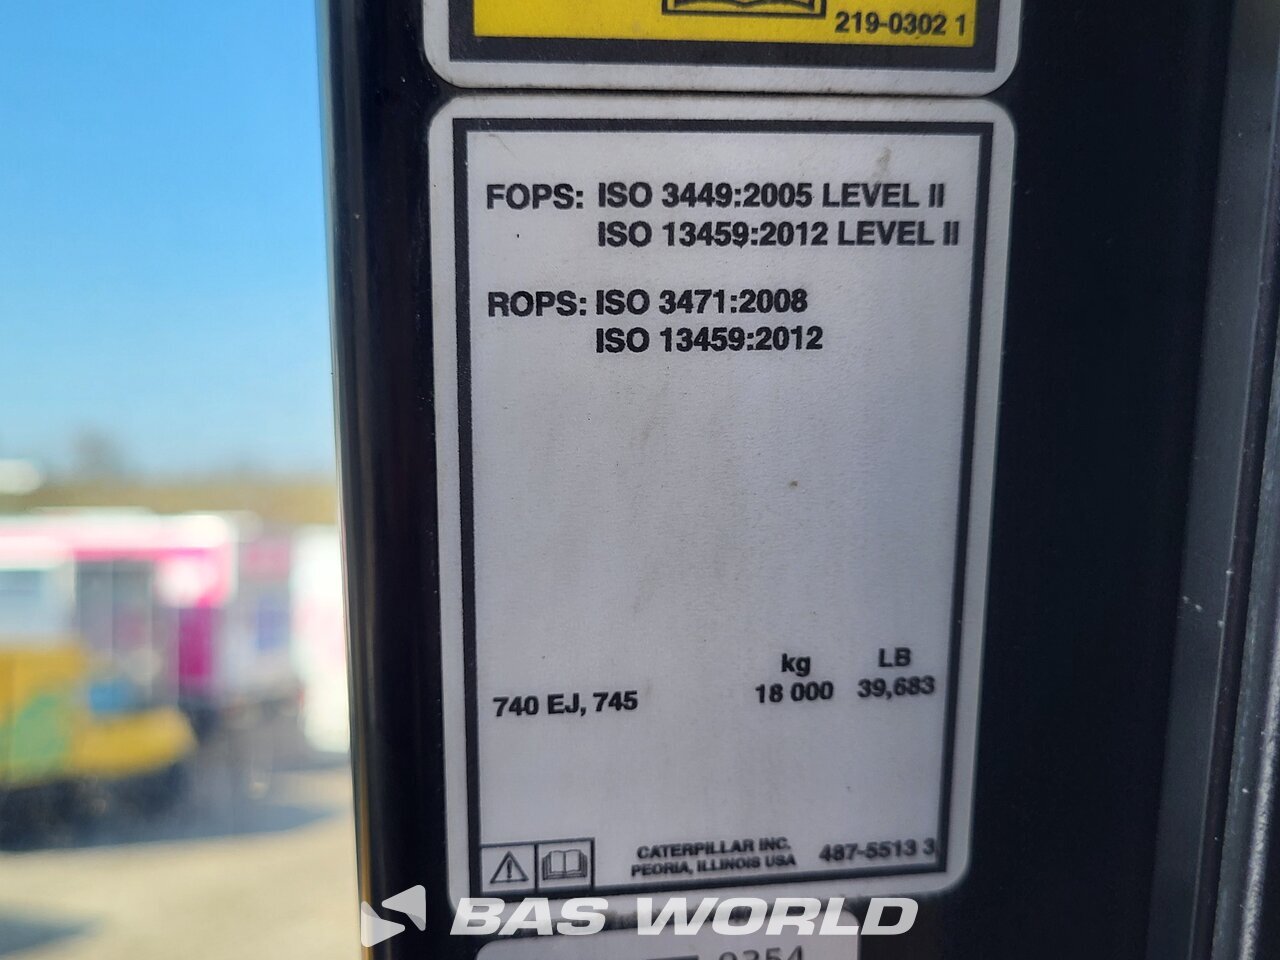 219-0302 1
FOPS: ISO 3449:2005 LEVEL II
ISO 13459:2012 LEVEL II
ROPS: ISO 3471:2008
ISO 13459:2012
kg LB
740 EJ, 745 18 000 39,683
CATERPILLAR INC.
PEORIA, ILLINOIS USA
487-5513 3
BAS WORLD